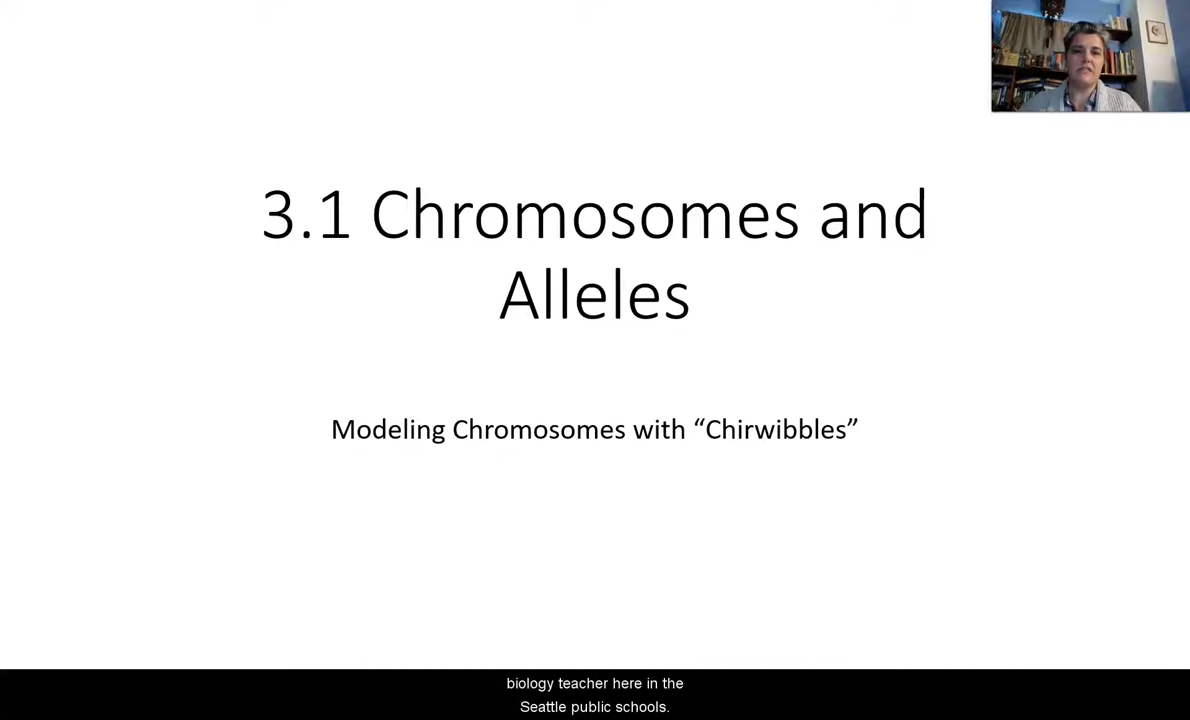 3.1 Chromosomes and
Alleles
Modeling Chromosomes with “Chirwibbles”
biology teacher here in the
Seattle public schools.